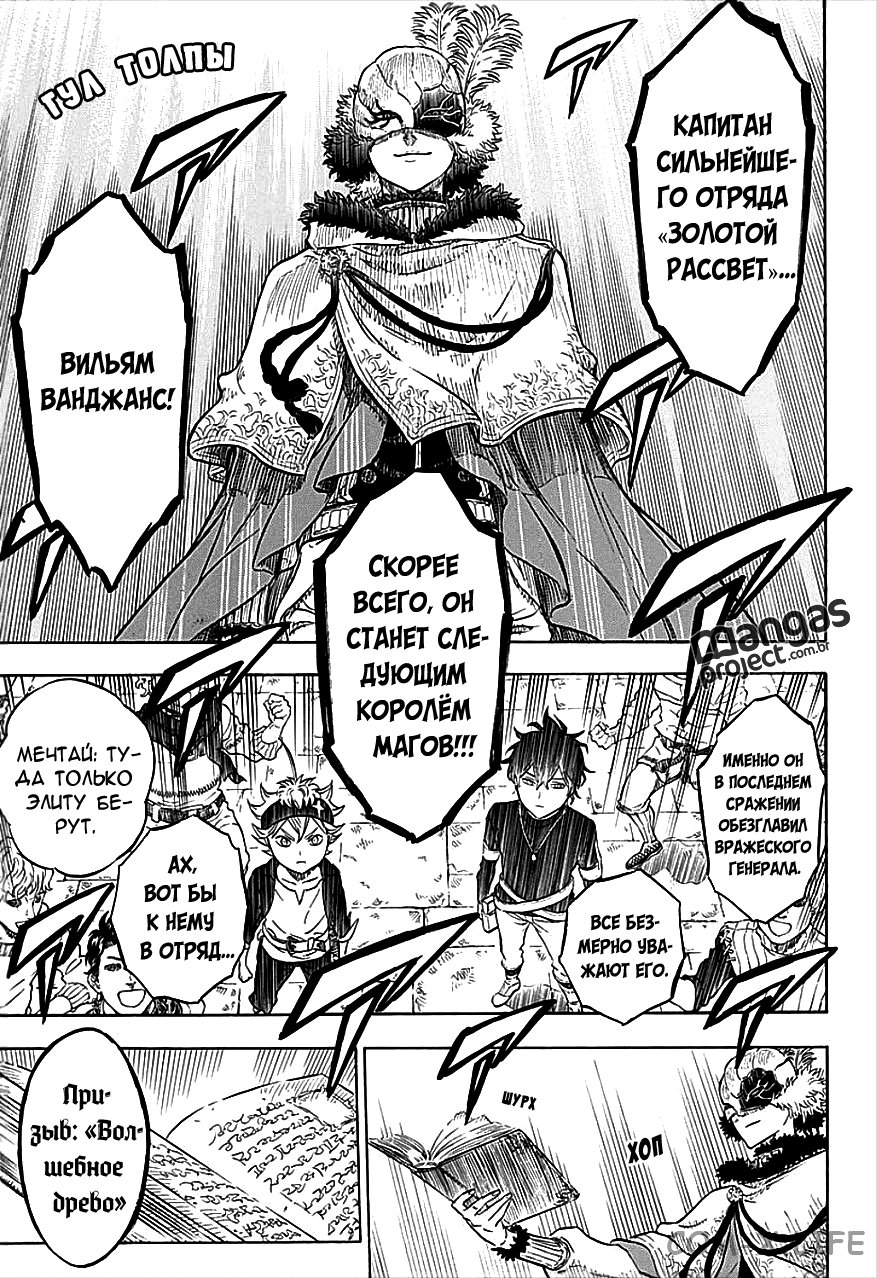 ТУЛ ТОЛПЫ
КАПИТАН
СИЛЬНЕЙШЕ-
ГО ОТРЯДА
«ЗОЛОТОЙ
РАССВЕТ»...
ВИЛЬЯМ
ВАНДЖАНС!
СКОРЕЕ
ВСЕГО, ОН
СТАНЕТ СЛЕ-
ДУЮЩИМ
КОРОЛЁМ
МАГОВ!!!
mangas
project.com.br
ИМЕННО ОН
В ПОСЛЕДНЕМ
СРАЖЕНИИ
ОБЕЗГЛАВИЛ
ВРАЖЕСКОГО
ГЕНЕРАЛА.
ВСЕ БЕЗ-
МЕРНО УВА-
ЖАЮТ ЕГО.
АХ,
ВОТ БЫ
К НЕМУ
В ОТРЯД...
МЕЧТАЙ: ТУ-
ДА ТОЛЬКО
ЭЛИТУ БЕ-
РУТ.
ШУРХ
ХОП
При-
зыв: «Вол-
шебное
древо»